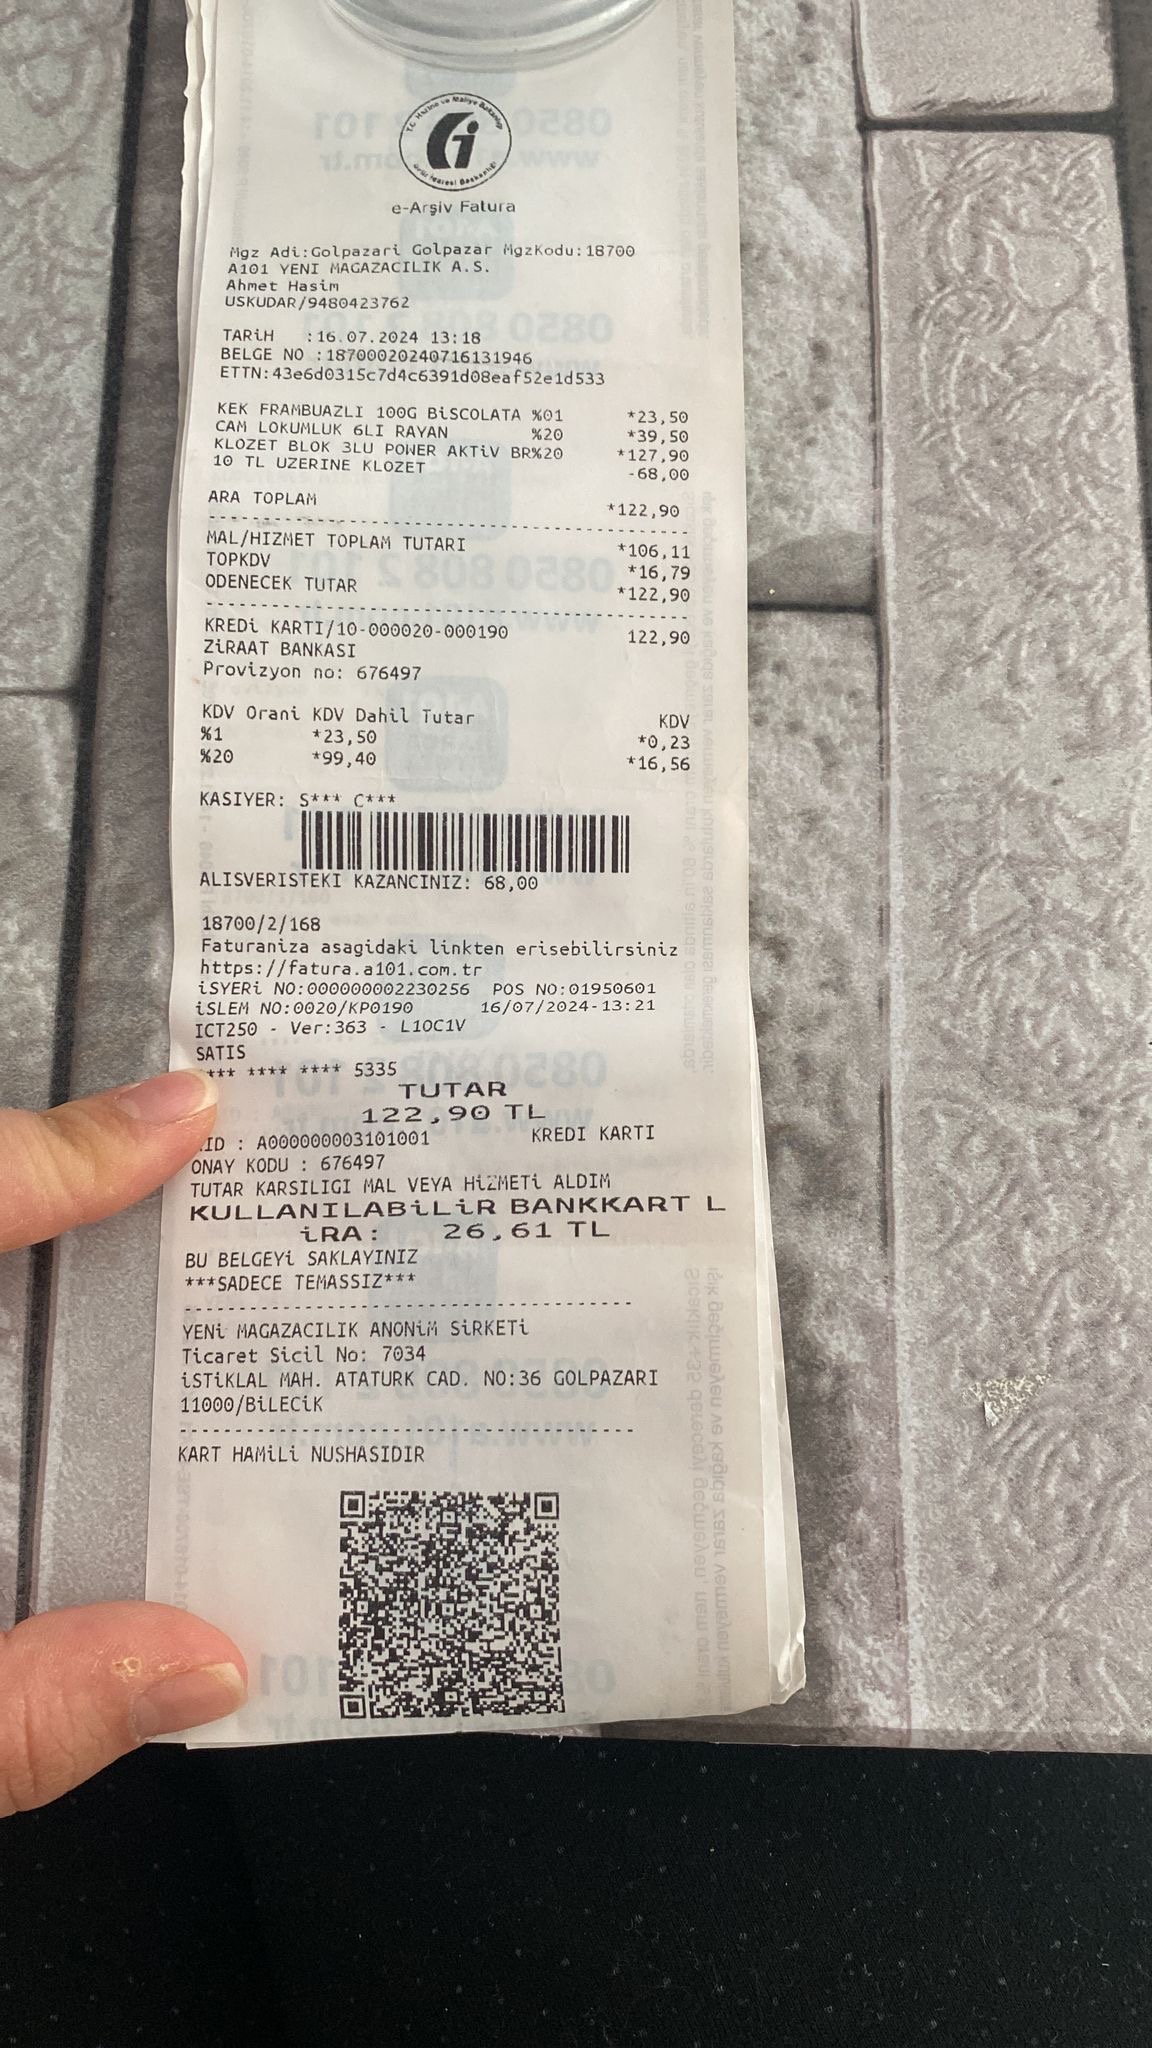 T.C. Hazine ve Maliye Bakanlığı
Gelir İdaresi Başkanlığı
e-Arşiv Fatura
Mgz Adi:Golpazari Golpazar MgzKodu:18700
A101 YENI MAGAZACILIK A.S.
Ahmet Hasim
USKUDAR/9480423762
TARiH :16.07.2024 13:18
BELGE NO :18700020240716131946
ETTN:43e6d0315c7d4c6391d08eaf52e1d533
KEK FRAMBUAZLI 100G BiSCOLATA %01 *23,50
CAM LOKUMLUK 6LI RAYAN %20 *39,50
KLOZET BLOK 3LU POWER AKTiV BR%20 *127,90
10 TL UZERINE KLOZET -68,00
ARA TOPLAM *122,90
MAL/HIZMET TOPLAM TUTARI *106,11
TOPKDV *16,79
ODENECEK TUTAR *122,90
KREDi KARTI/10-000020-000190 122,90
ZiRAAT BANKASI
Provizyon no: 676497
KDV Orani KDV Dahil Tutar KDV
%1 *23,50 *0,23
%20 *99,40 *16,56
KASIYER: S*** C***
ALISVERISTEKI KAZANCINIZ: 68,00
18700/2/168
Faturaniza asagidaki linkten erisebilirsiniz
https://fatura.a101.com.tr
iSYERi NO:000000002230256 POS NO:01950601
iSLEM NO:0020/KP0190 16/07/2024-13:21
ICT250 - Ver:363 - L10C1V
SATIS
**** **** **** 5335
TUTAR
122,90 TL
AID : A000000003101001 KREDI KARTI
ONAY KODU : 676497
TUTAR KARSILIGI MAL VEYA HiZMETi ALDIM
KULLANILABiLiR BANKKART L
iRA: 26,61 TL
BU BELGEYi SAKLAYINIZ
***SADECE TEMASSIZ***
YENi MAGAZACILIK ANONiM SiRKETi
Ticaret Sicil No: 7034
iSTiKLAL MAH. ATATURK CAD. NO:36 GOLPAZARI
11000/BiLECiK
KART HAMiLi NUSHASIDIR